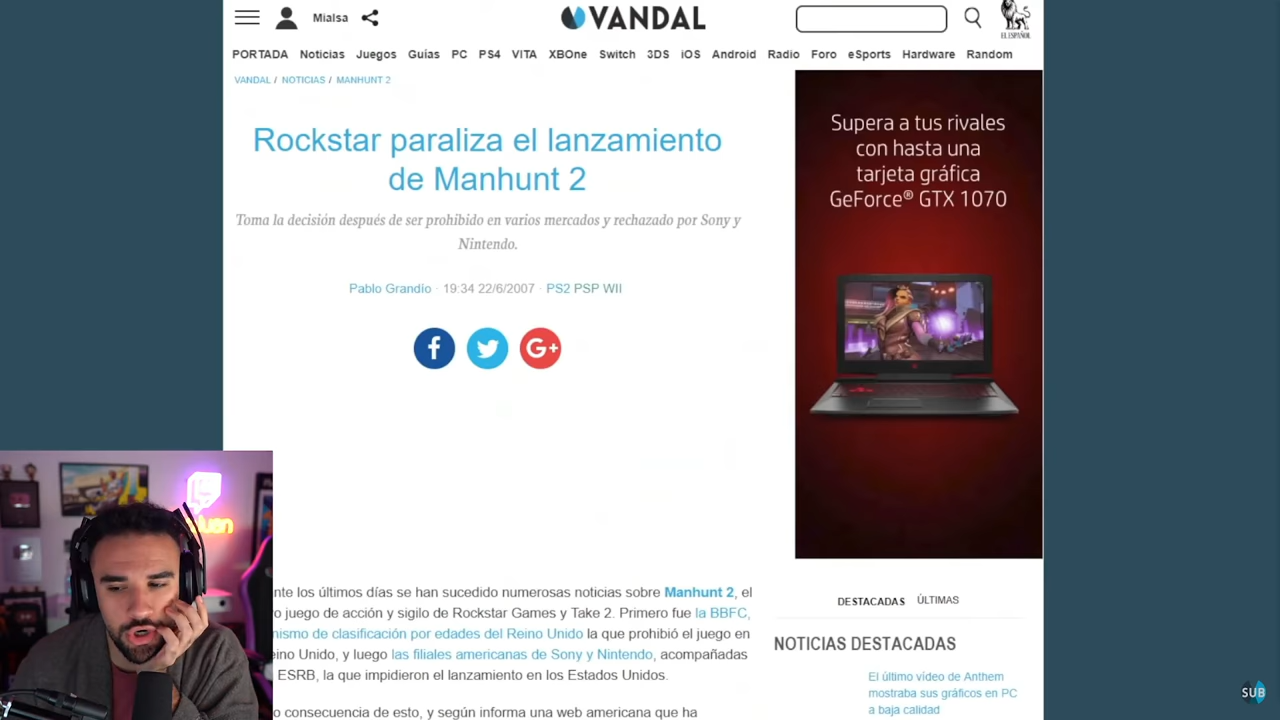 Mialsa
VANDAL
EL ESPAÑOL
PORTADA Noticias Juegos Guías PC PS4 VITA XBOne Switch 3DS iOS Android Radio Foro eSports Hardware Random
VANDAL / NOTICIAS / MANHUNT 2
Rockstar paraliza el lanzamiento
de Manhunt 2
Toma la decisión después de ser prohibido en varios mercados y rechazado por Sony y
Nintendo.
Pablo Grandío · 19:34 22/6/2007 · PS2 PSP WII
f
G+
Supera a tus rivales
con hasta una
tarjeta gráfica
GeForce® GTX 1070
nte los últimos días se han sucedido numerosas noticias sobre Manhunt 2, el
o juego de acción y sigilo de Rockstar Games y Take 2. Primero fue la BBFC,
nismo de clasificación por edades del Reino Unido la que prohibió el juego en
eino Unido, y luego las filiales americanas de Sony y Nintendo, acompañadas
ESRB, la que impidieron el lanzamiento en los Estados Unidos.
o consecuencia de esto, y según informa una web americana que ha
DESTACADAS ÚLTIMAS
NOTICIAS DESTACADAS
El último vídeo de Anthem
mostraba sus gráficos en PC
a baja calidad
SUB